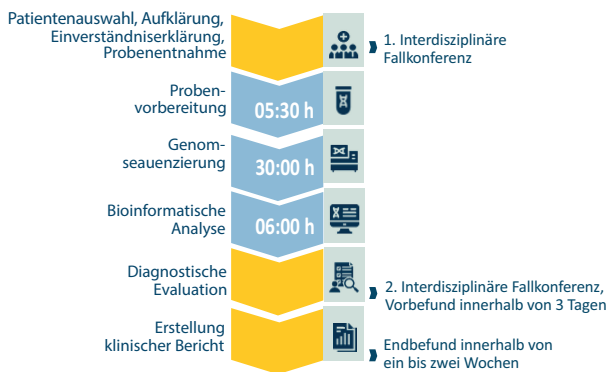 Patientenauswahl, Aufklärung,
Einverständniserklärung,
Probenentnahme
1. Interdisziplinäre
Fallkonferenz
Proben-
vorbereitung
05:30 h
Genom-
seauenzierung
30:00 h
Bioinformatische
Analyse
06:00 h
Diagnostische
Evaluation
2. Interdisziplinäre Fallkonferenz,
Vorbefund innerhalb von 3 Tagen
Erstellung
klinischer Bericht
Endbefund innerhalb von
ein bis zwei Wochen